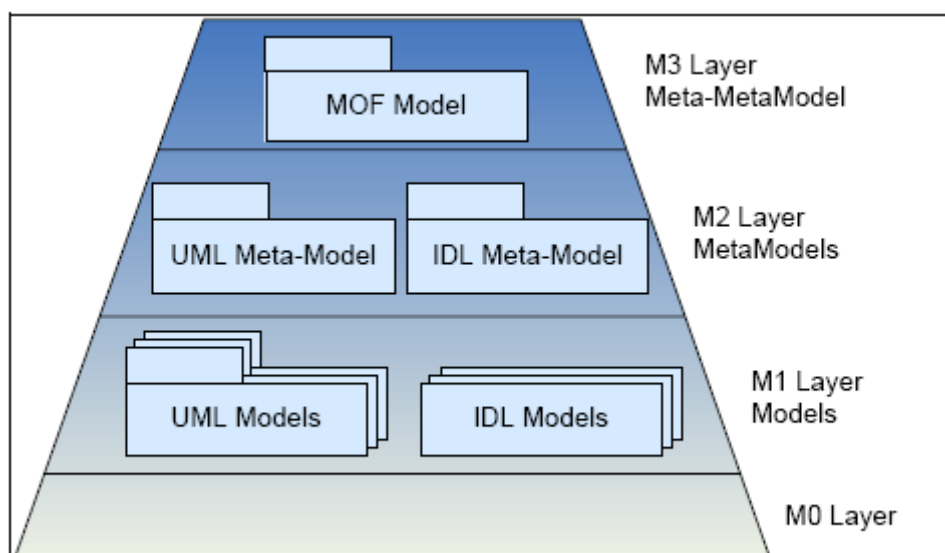 MOF Model
M3 Layer
Meta-MetaModel
UML Meta-Model
IDL Meta-Model
M2 Layer
MetaModels
UML Models
IDL Models
M1 Layer
Models
M0 Layer